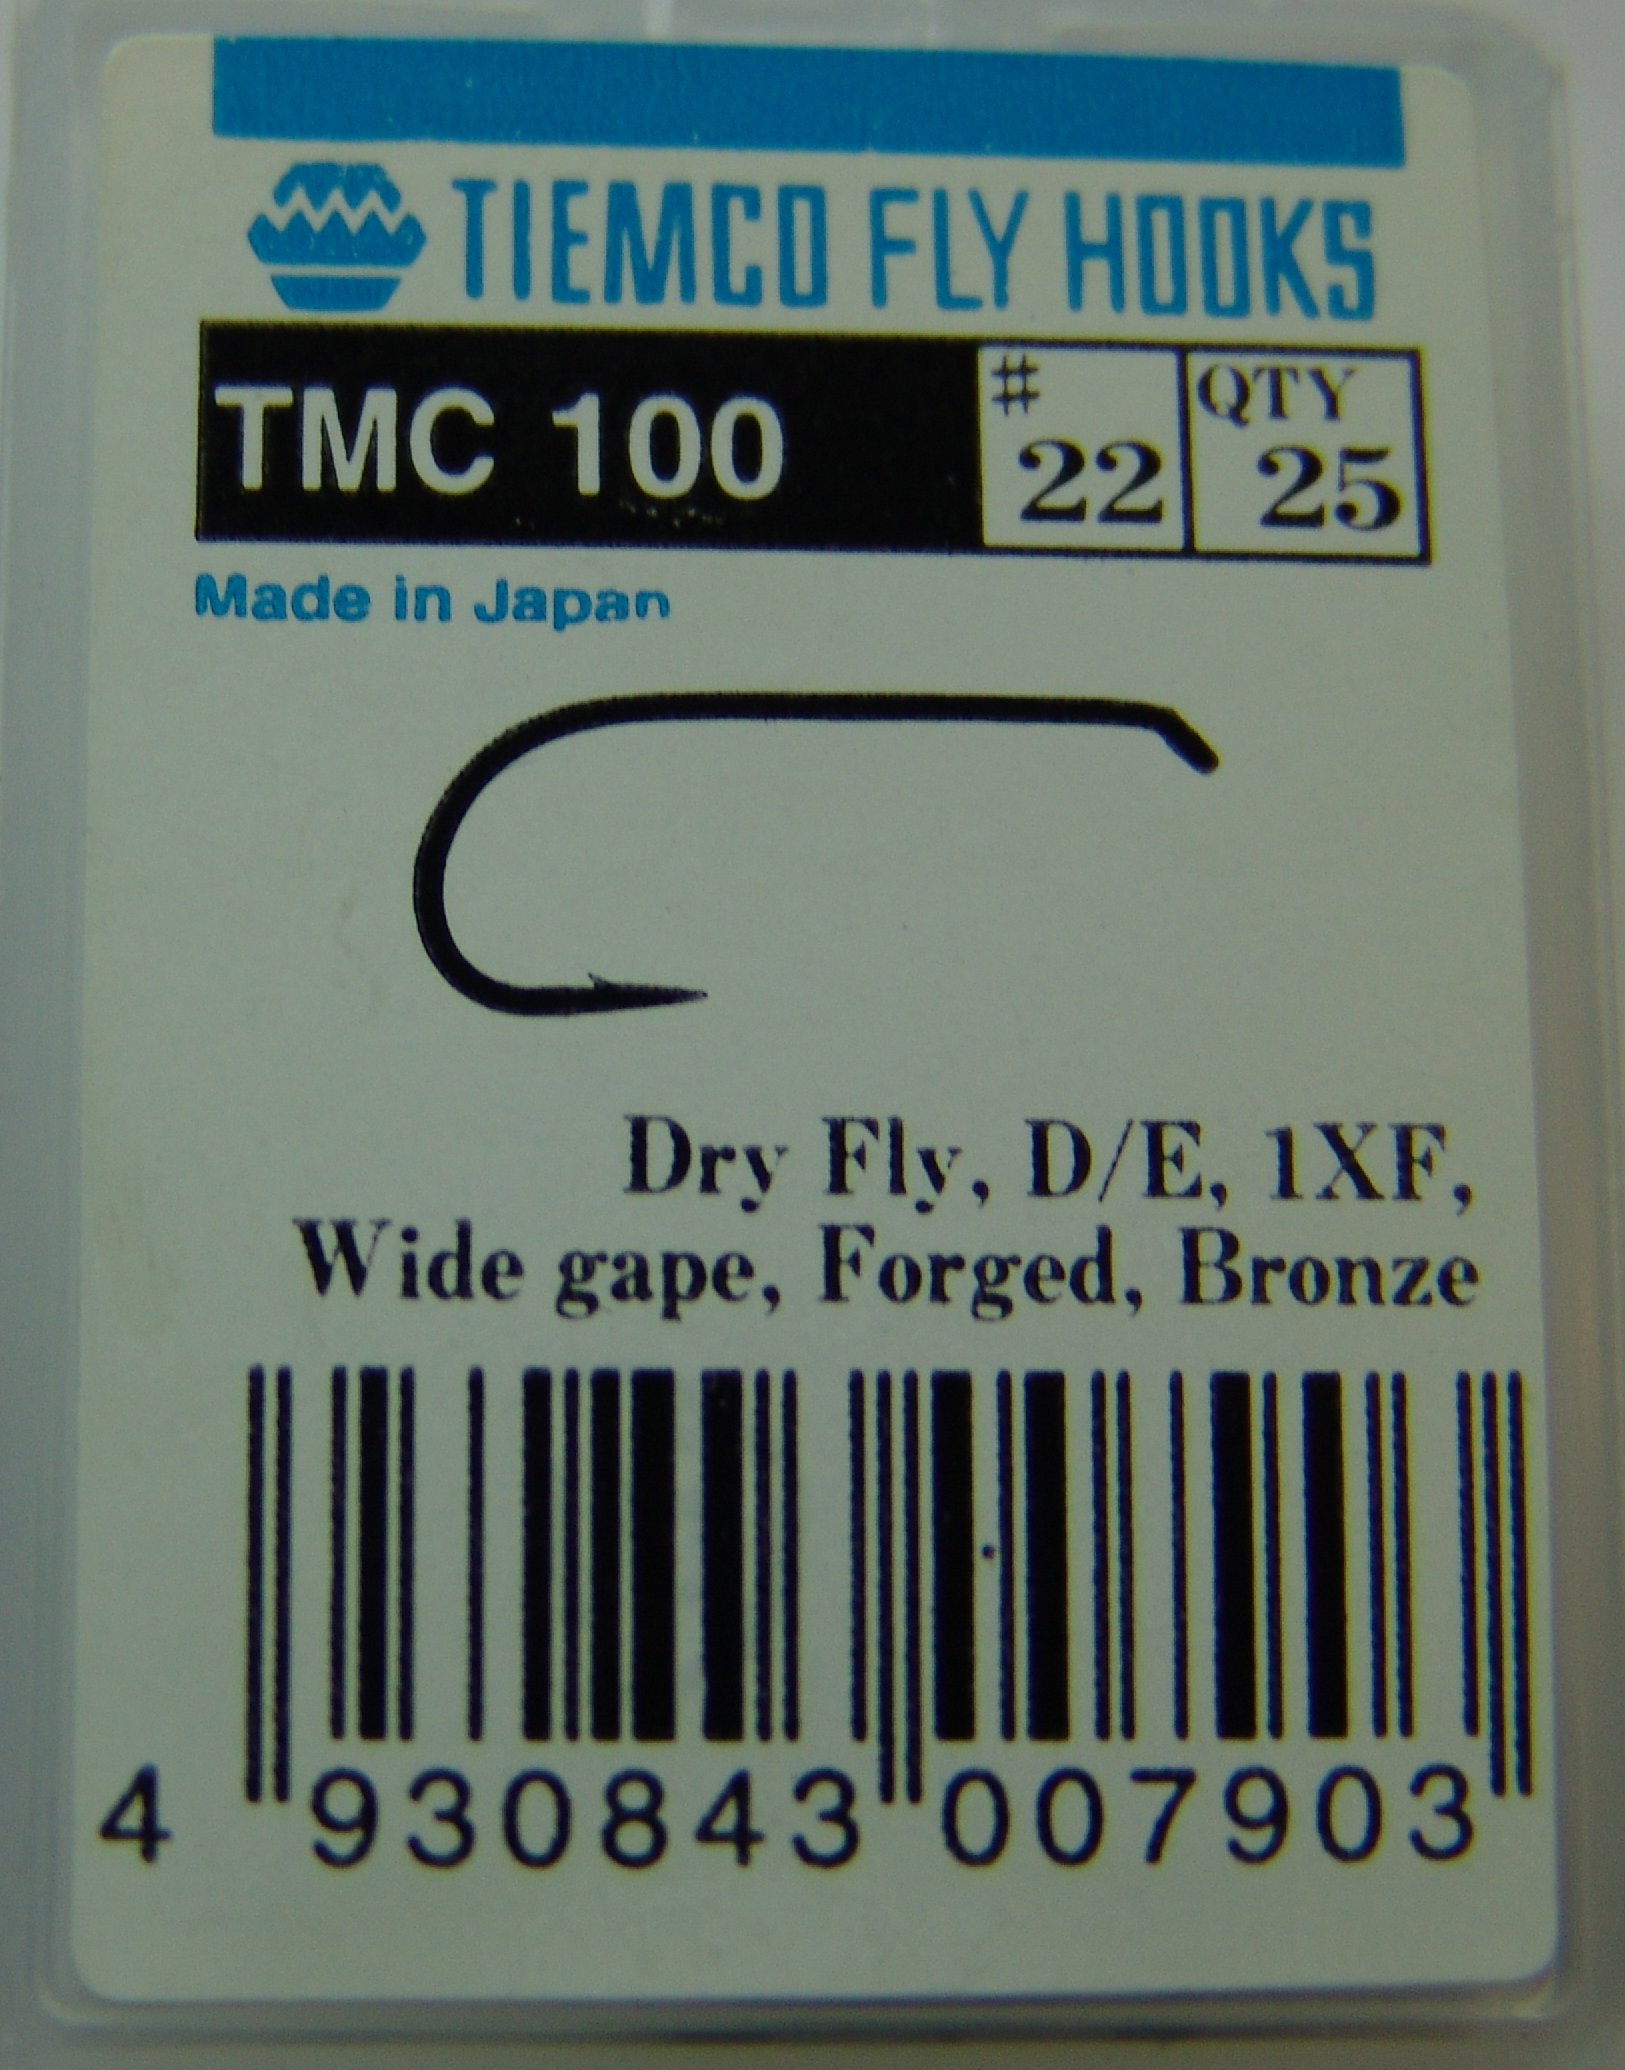 TIEMCO FLY HOOKS
TMC 100
# 22
QTY 25
Made in Japan
Dry Fly, D/E, 1XF,
Wide gape, Forged, Bronze
4 930843 007903